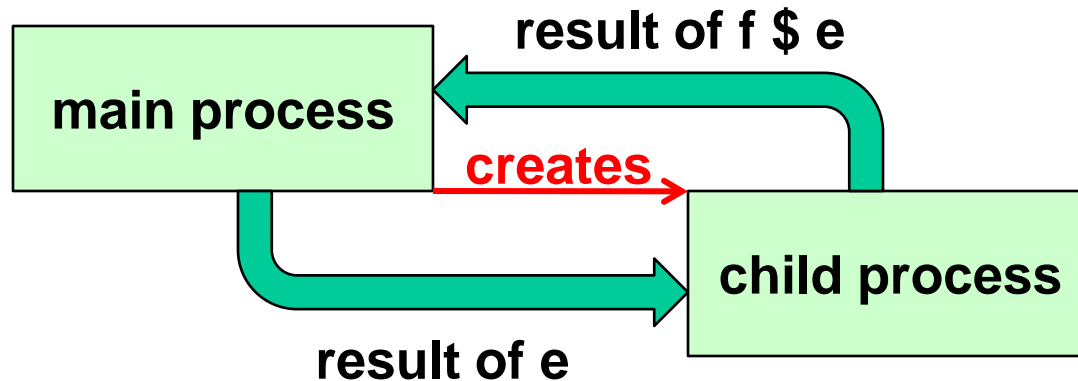 result of f $ e
main process
creates
child process
result of e